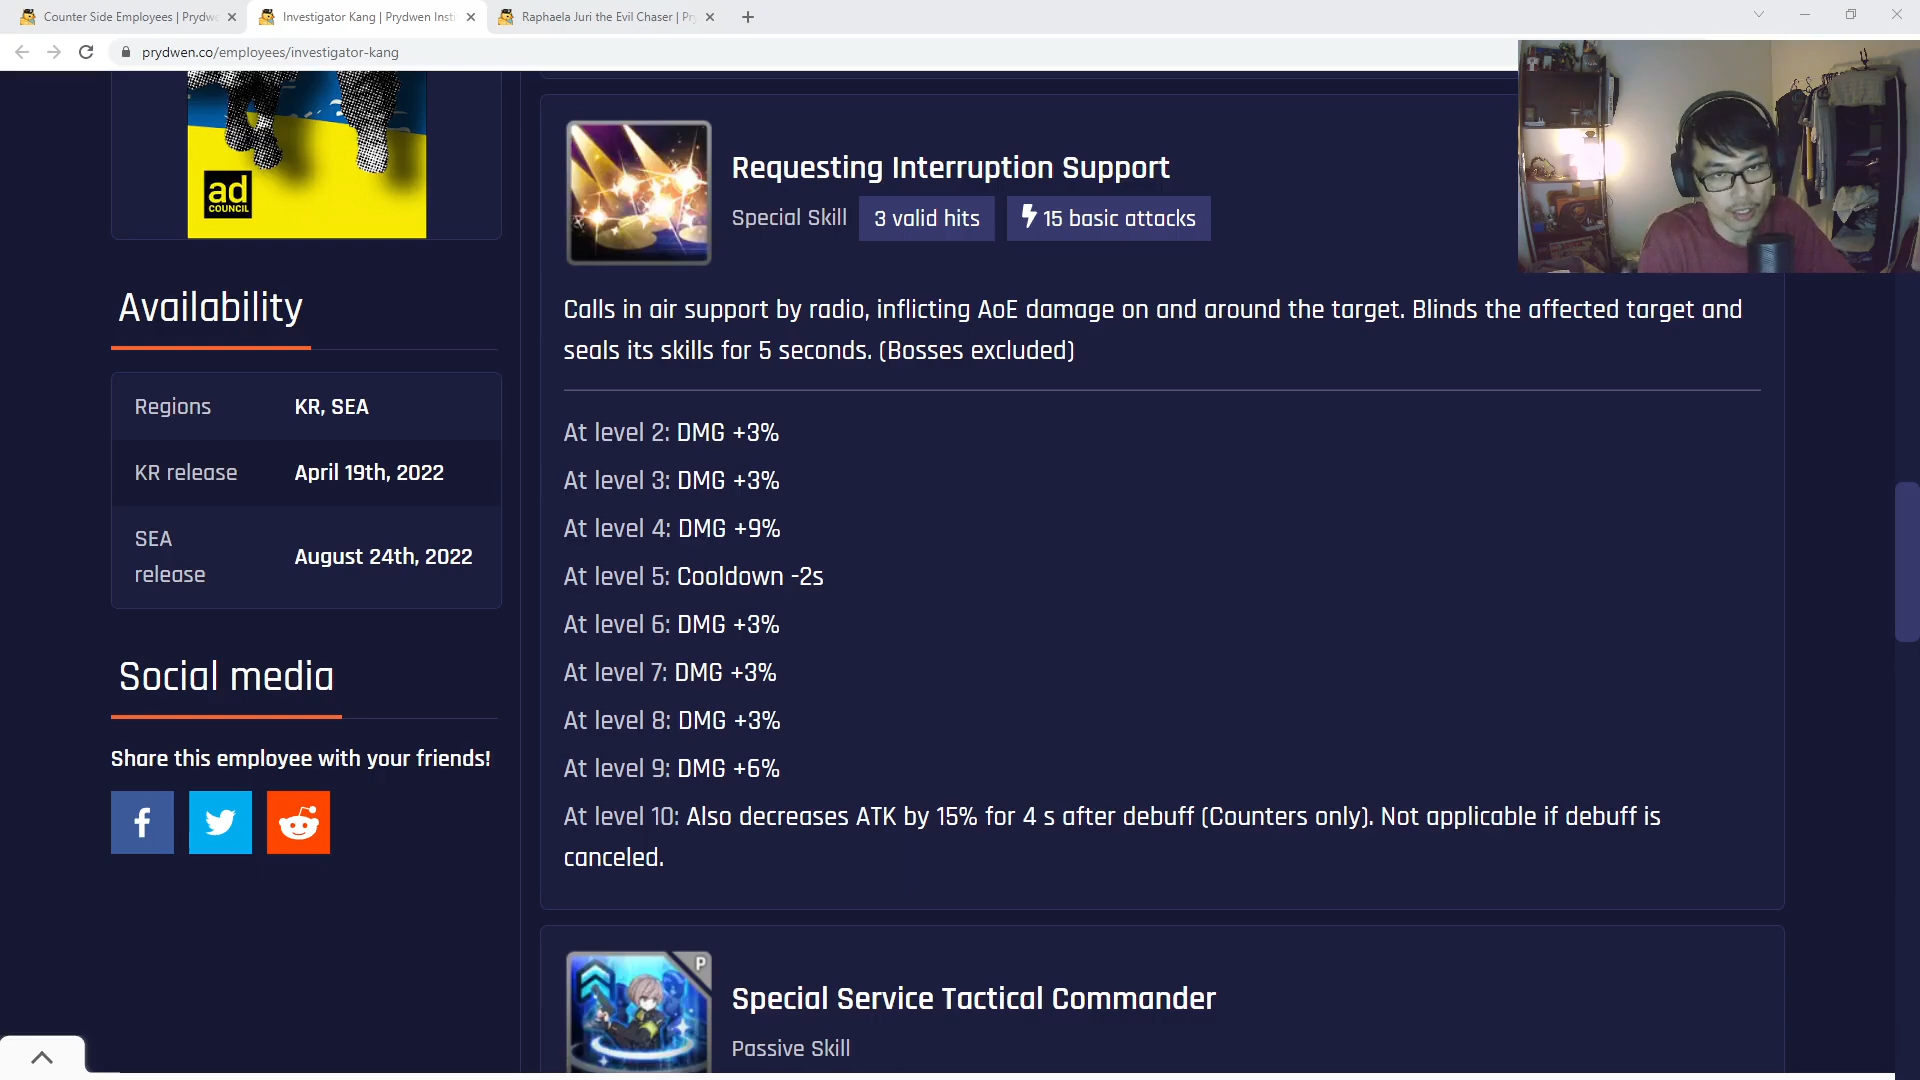 Counter Side Employees | Prydw
Investigator Kang | Prydwen Insti
Raphaela Juri the Evil Chaser | Pr
prydwen.co/employees/investigator-kang
ad
COUNCIL
Availability
Regions KR, SEA
KR release April 19th, 2022
SEA
release August 24th, 2022
Social media
Share this employee with your friends!
Requesting Interruption Support
Special Skill 3 valid hits 15 basic attacks
Calls in air support by radio, inflicting AoE damage on and around the target. Blinds the affected target and
seals its skills for 5 seconds. (Bosses excluded)
At level 2: DMG +3%
At level 3: DMG +3%
At level 4: DMG +9%
At level 5: Cooldown -2s
At level 6: DMG +3%
At level 7: DMG +3%
At level 8: DMG +3%
At level 9: DMG +6%
At level 10: Also decreases ATK by 15% for 4 s after debuff (Counters only). Not applicable if debuff is
canceled.
P
Special Service Tactical Commander
Passive Skill